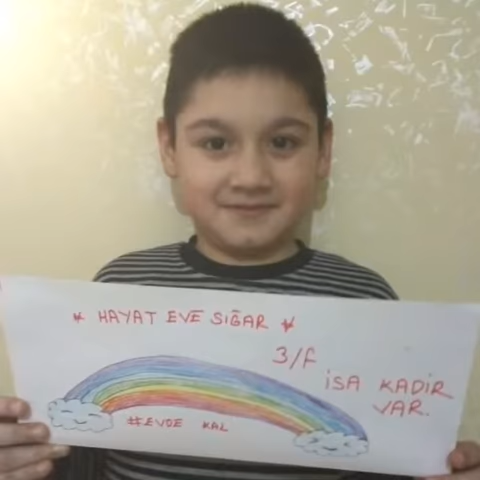 * HAYAT EVE SIĞAR *
3/F
İSA KADİR
VAR.
#EVDE KAL